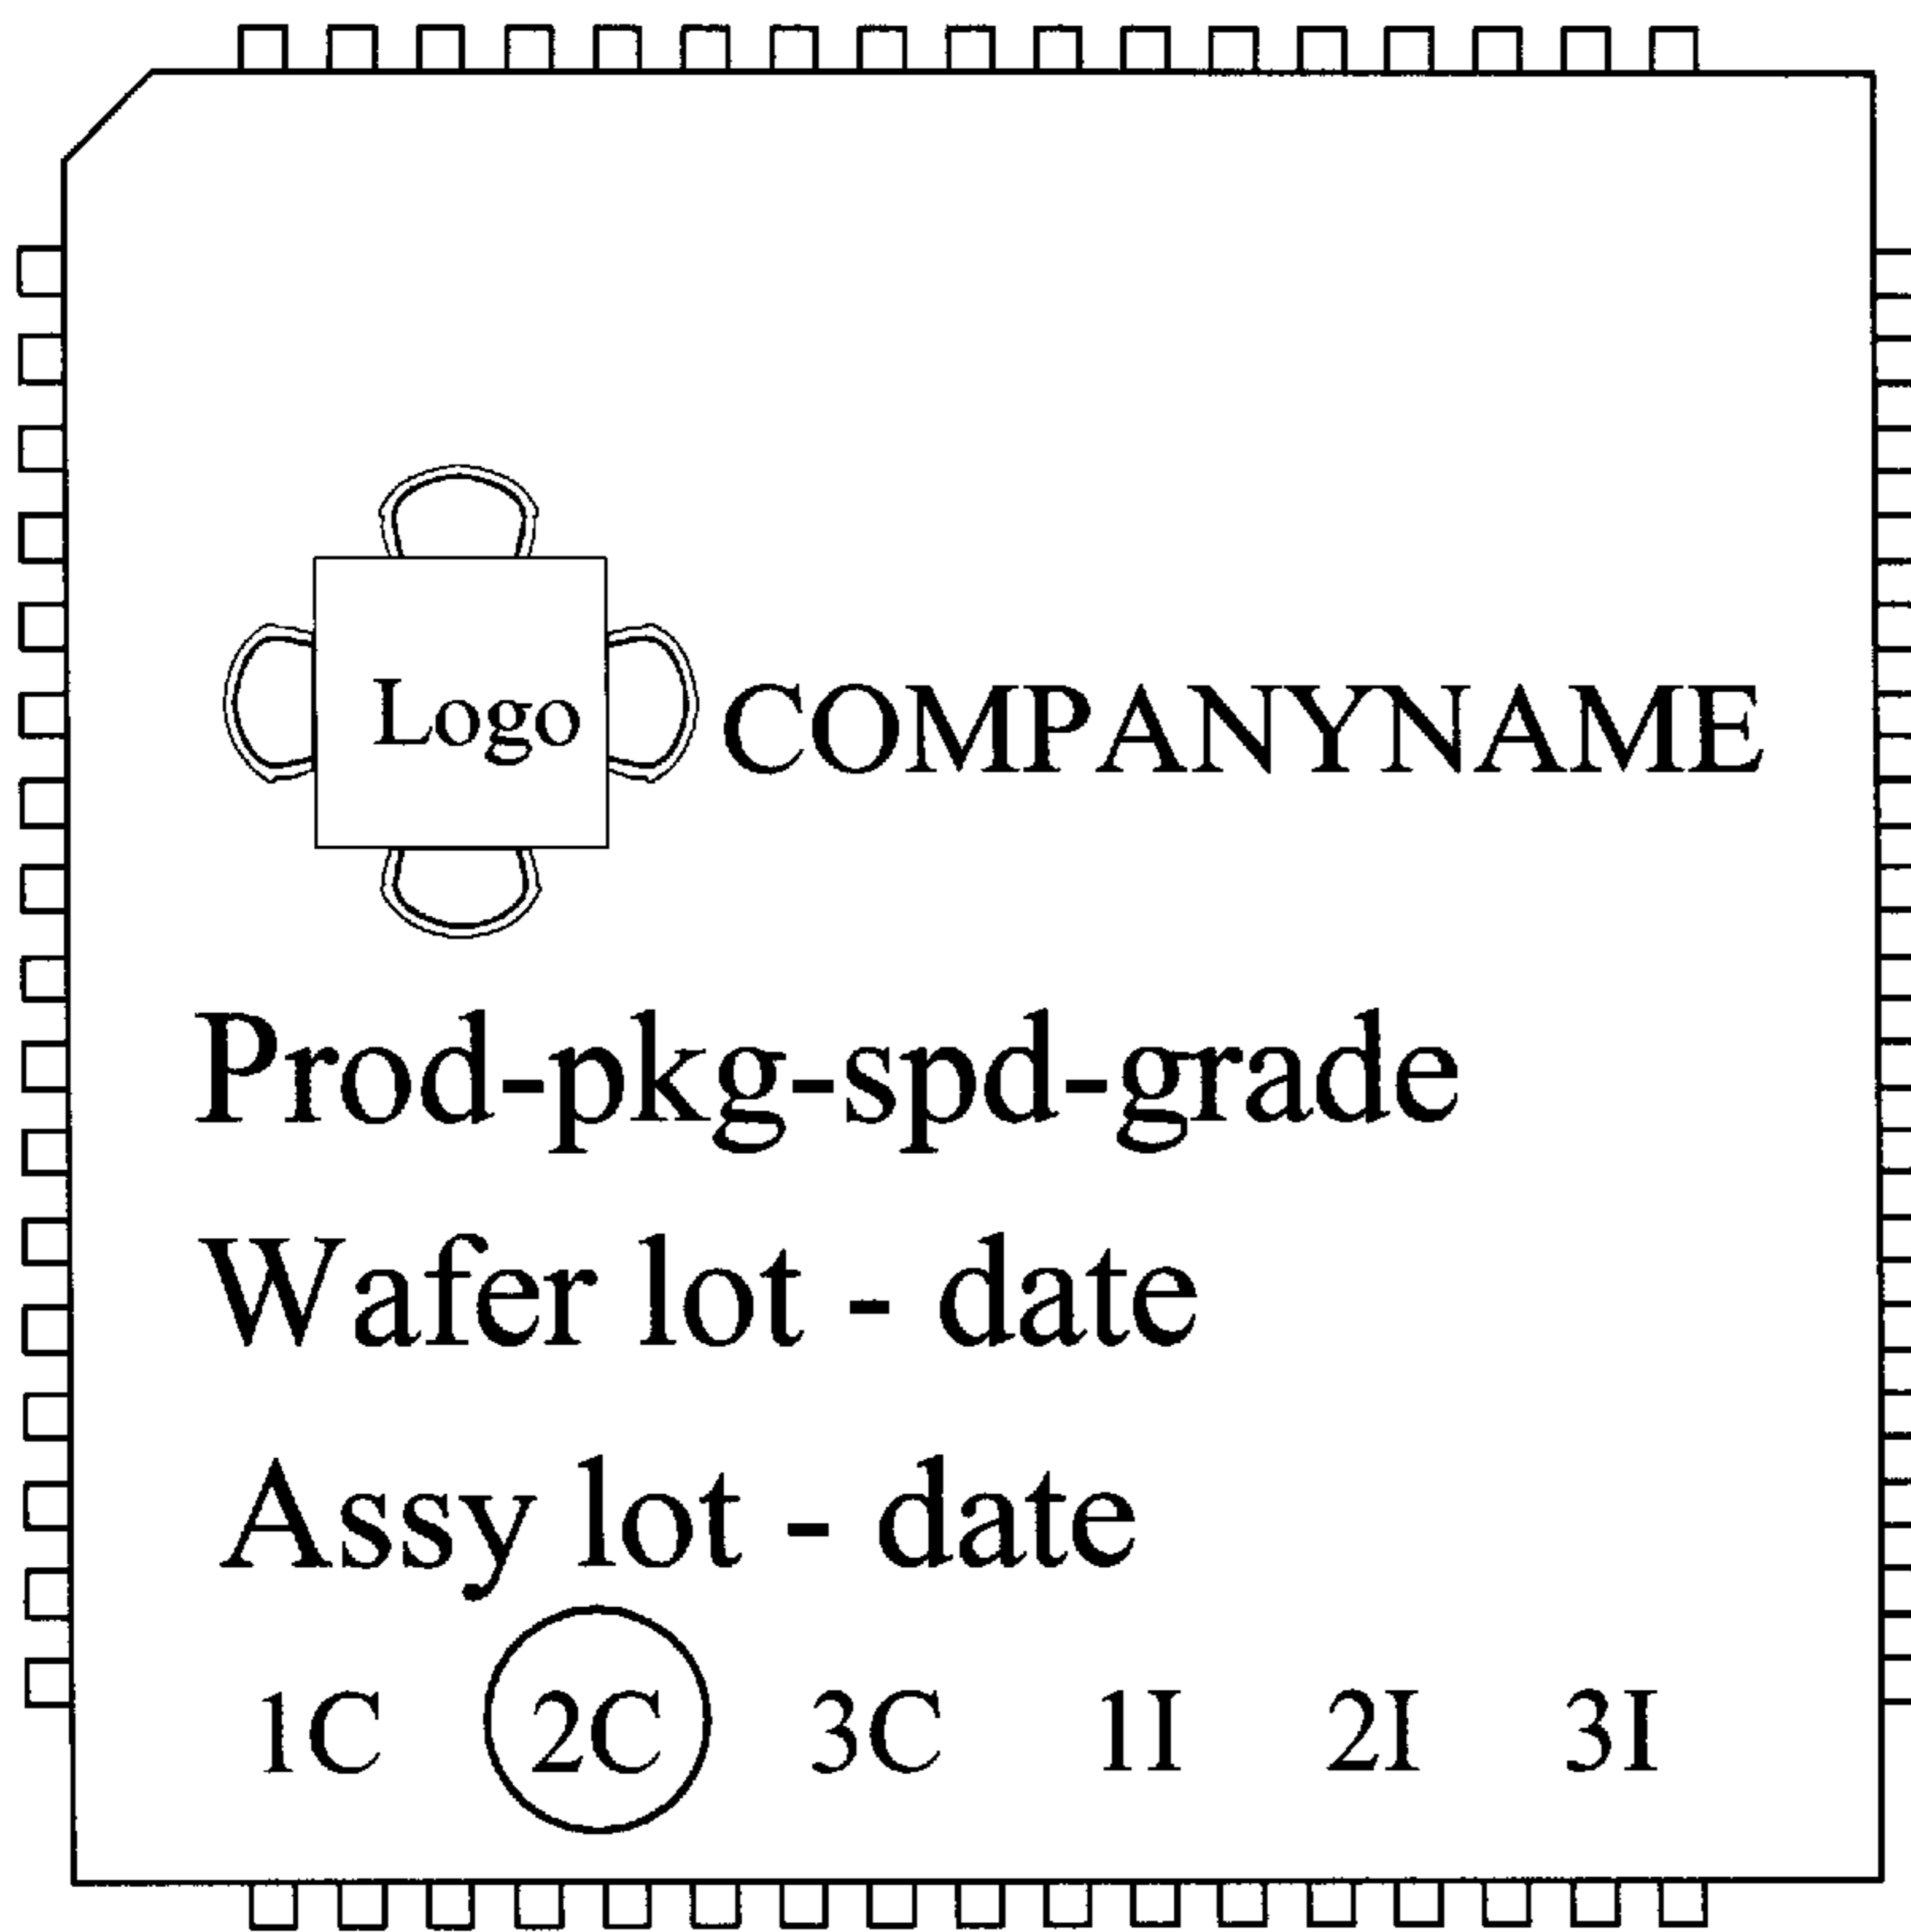 Logo COMPANYNAME
Prod-pkg-spd-grade
Wafer lot - date
Assy lot - date
1C 2C 3C 1I 2I 3I